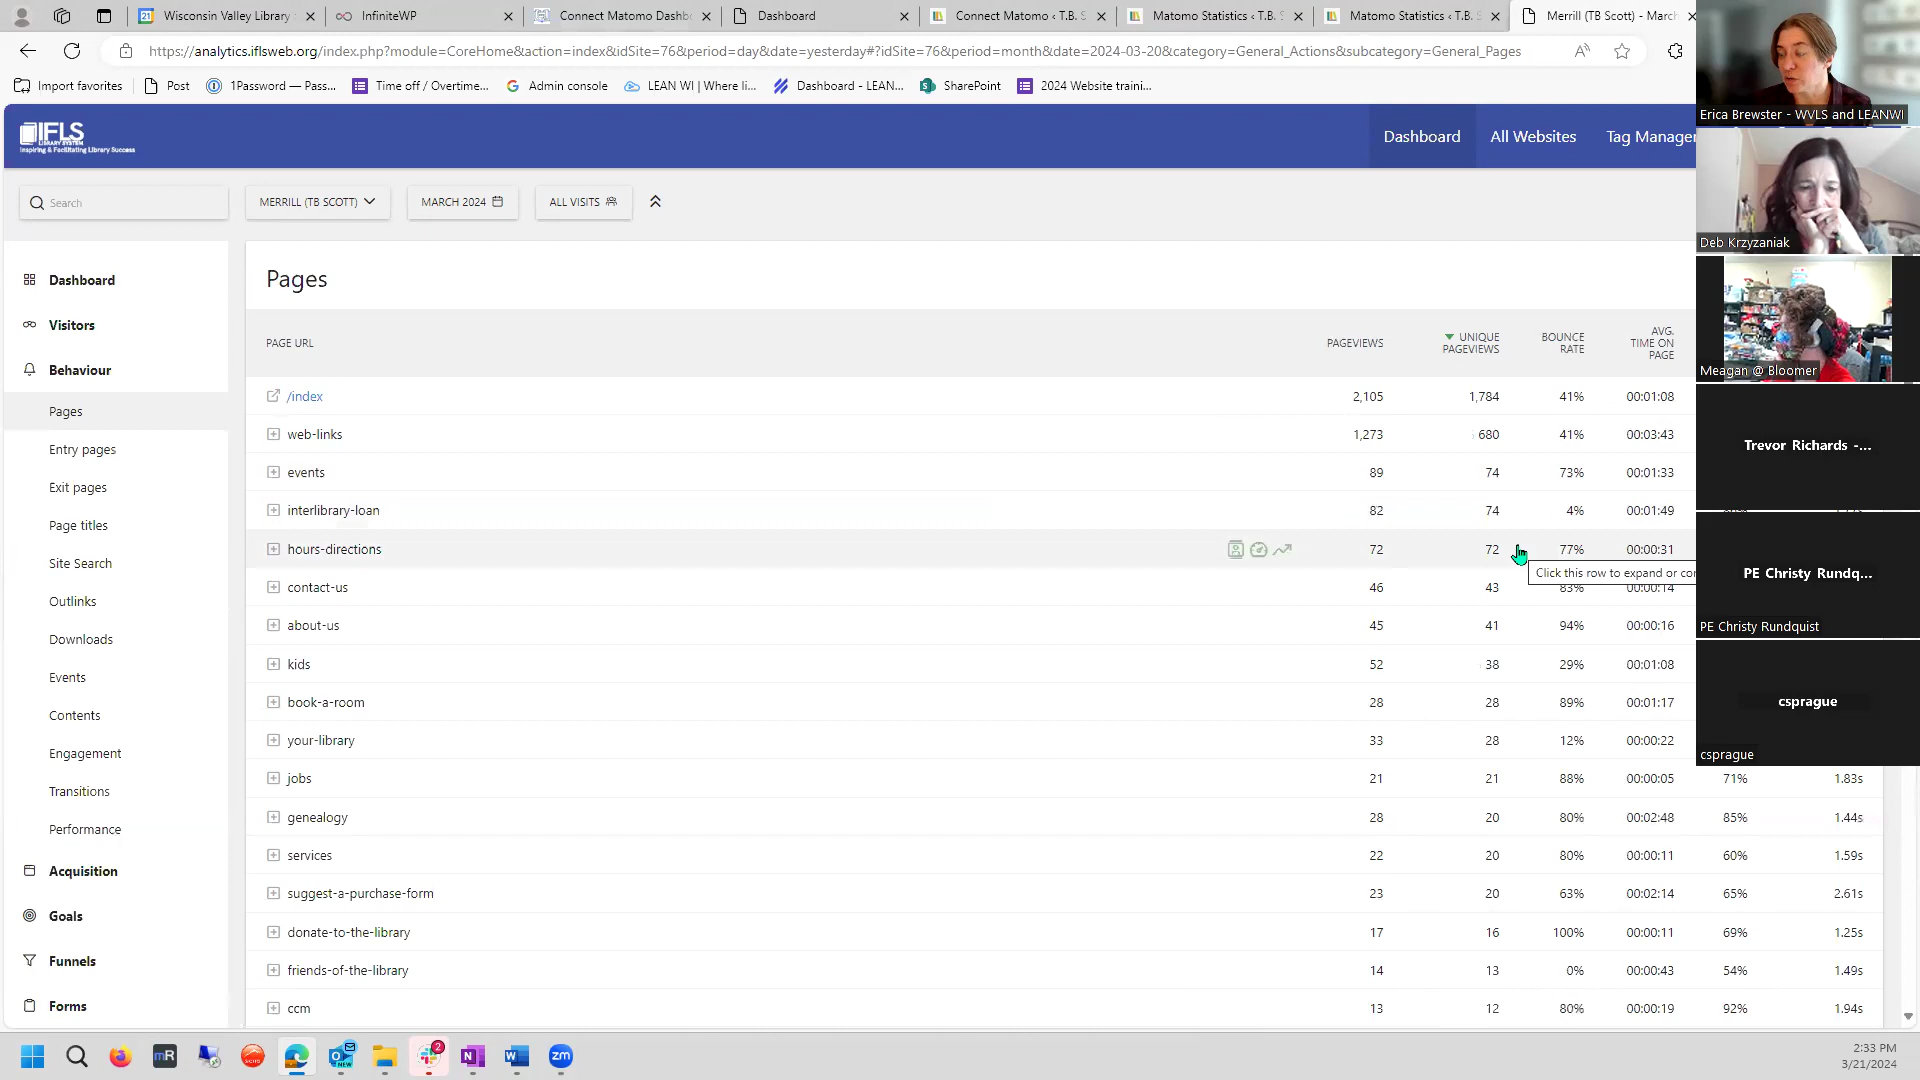 Wisconsin Valley Library
InfiniteWP
Connect Matomo Dashb
Dashboard
Connect Matomo ‹ T.B. S
Matomo Statistics ‹ T.B. S
Matomo Statistics ‹ T.B. S
Merrill (TB Scott) - March
https://analytics.iflsweb.org/index.php?module=CoreHome&action=index&idSite=76&period=day&date=yesterday#?idSite=76&period=month&date=2024-03-20&category=General_Actions&subcategory=General_Pages
Import favorites
Post
1Password — Pass...
Time off / Overtime...
Admin console
LEAN WI | Where li...
Dashboard - LEAN...
SharePoint
2024 Website traini...
IFLS
LIBRARY SYSTEM
Inspiring & Facilitating Library Success
Dashboard
All Websites
Tag Manager
Search
MERRILL (TB SCOTT)
MARCH 2024
ALL VISITS
Dashboard
Visitors
Behaviour
Pages
Entry pages
Exit pages
Page titles
Site Search
Outlinks
Downloads
Events
Contents
Engagement
Transitions
Performance
Acquisition
Goals
Funnels
Forms
Pages
PAGE URL PAGEVIEWS UNIQUE PAGEVIEWS BOUNCE RATE AVG. TIME ON PAGE
/index 2,105 1,784 41% 00:01:08
web-links 1,273 680 41% 00:03:43
events 89 74 73% 00:01:33
interlibrary-loan 82 74 4% 00:01:49
hours-directions 72 72 77% 00:00:31
Click this row to expand or co
contact-us 46 43 83% 00:00:14
about-us 45 41 94% 00:00:16
kids 52 38 29% 00:01:08
book-a-room 28 28 89% 00:01:17
your-library 33 28 12% 00:00:22
jobs 21 21 88% 00:00:05 71% 1.83s
genealogy 28 20 80% 00:02:48 85% 1.44s
services 22 20 80% 00:00:11 60% 1.59s
suggest-a-purchase-form 23 20 63% 00:02:14 65% 2.61s
donate-to-the-library 17 16 100% 00:00:11 69% 1.25s
friends-of-the-library 14 13 0% 00:00:43 54% 1.49s
ccm 13 12 80% 00:00:19 92% 1.94s
Erica Brewster - WVLS and LEANWI
Deb Krzyzaniak
Meagan @ Bloomer
Trevor Richards -...
PE Christy Rundq...
PE Christy Rundquist
csprague
csprague
21
mR
NEW
2
N
W
zm
2:33 PM
3/21/2024